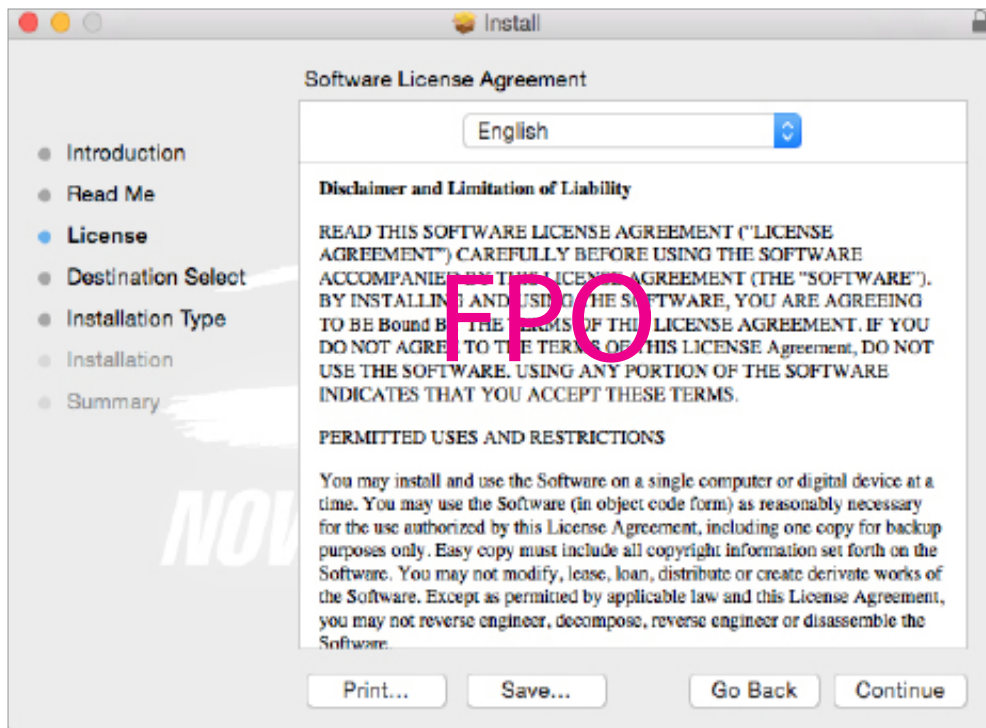 Install
Software License Agreement
English
Introduction
Read Me
License
Destination Select
Installation Type
Installation
Summary
NOV
Disclaimer and Limitation of Liability
READ THIS SOFTWARE LICENSE AGREEMENT ("LICENSE
AGREEMENT") CAREFULLY BEFORE USING THE SOFTWARE
ACCOMPANIED BY THIS LICENSE AGREEMENT (THE "SOFTWARE").
BY INSTALLING AND USING THE SOFTWARE, YOU ARE AGREEING
TO BE Bound BY THE TERMS OF THIS LICENSE AGREEMENT. IF YOU
DO NOT AGREE TO THE TERMS OF THIS LICENSE Agreement, DO NOT
USE THE SOFTWARE. USING ANY PORTION OF THE SOFTWARE
INDICATES THAT YOU ACCEPT THESE TERMS.
FPO
PERMITTED USES AND RESTRICTIONS
You may install and use the Software on a single computer or digital device at a
time. You may use the Software (in object code form) as reasonably necessary
for the use authorized by this License Agreement, including one copy for backup
purposes only. Easy copy must include all copyright information set forth on the
Software. You may not modify, lease, loan, distribute or create derivate works of
the Software. Except as permitted by applicable law and this License Agreement,
you may not reverse engineer, decompose, reverse engineer or disassemble the
Software.
Print...
Save...
Go Back
Continue